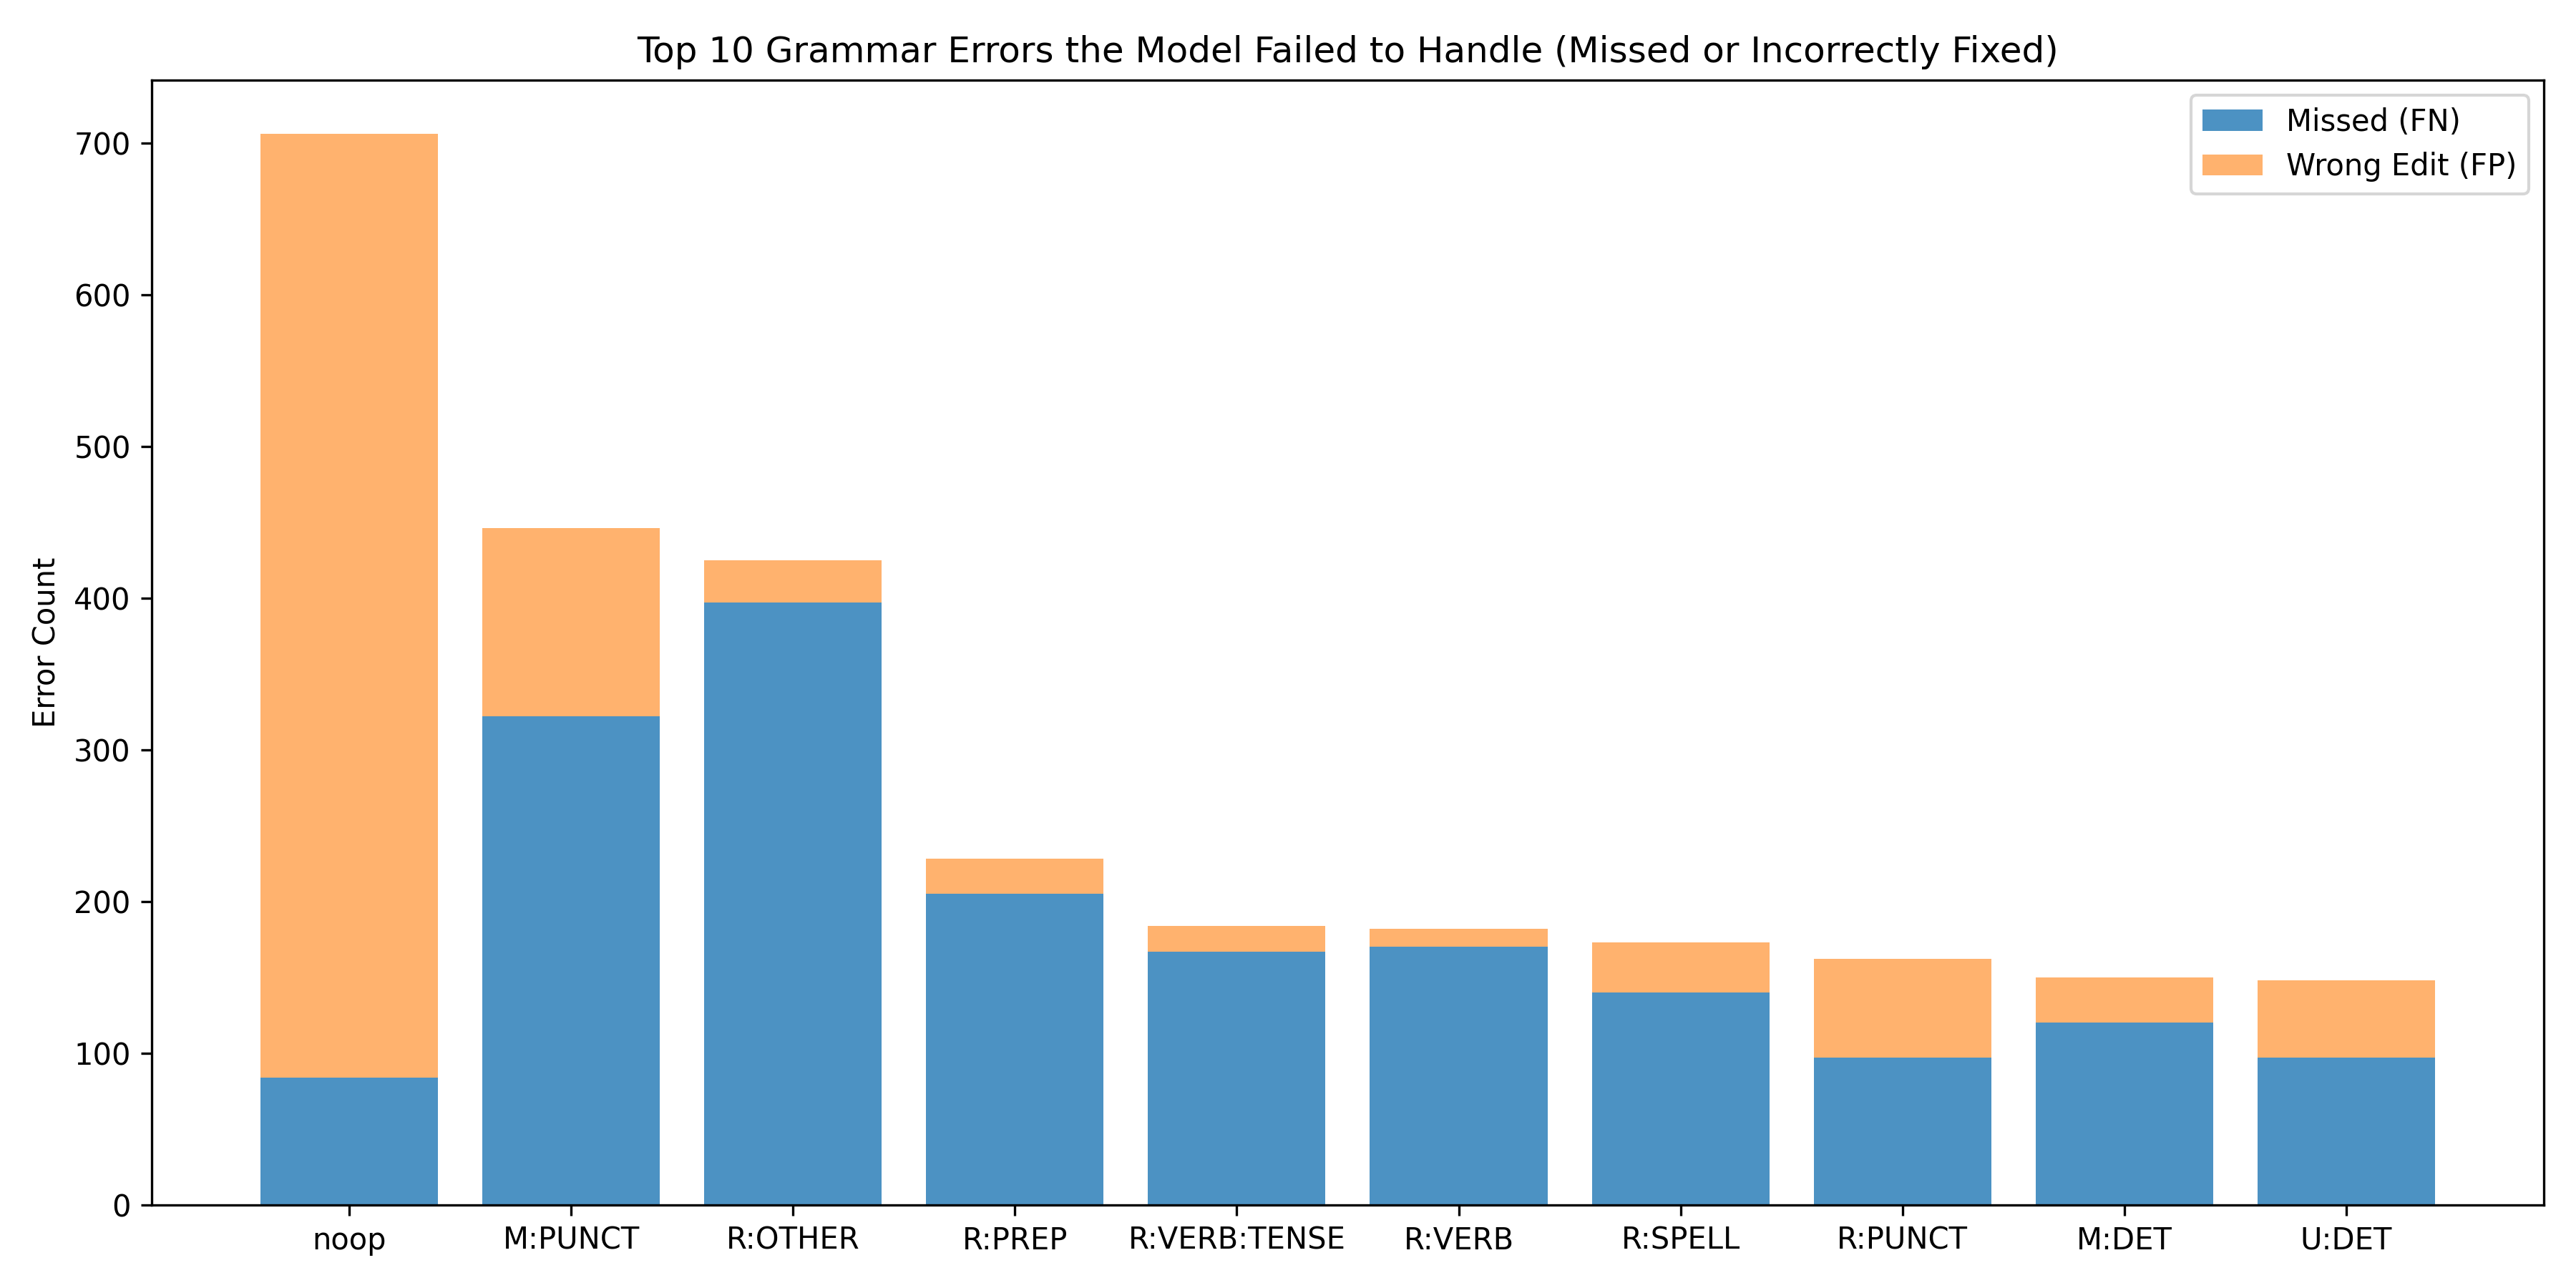 Top 10 Grammar Errors the Model Failed to Handle (Missed or Incorrectly Fixed)
Missed (FN)
Wrong Edit (FP)
Error Count
700
600
500
400
300
200
100
0
noop M:PUNCT R:OTHER R:PREP R:VERB:TENSE R:VERB R:SPELL R:PUNCT M:DET U:DET